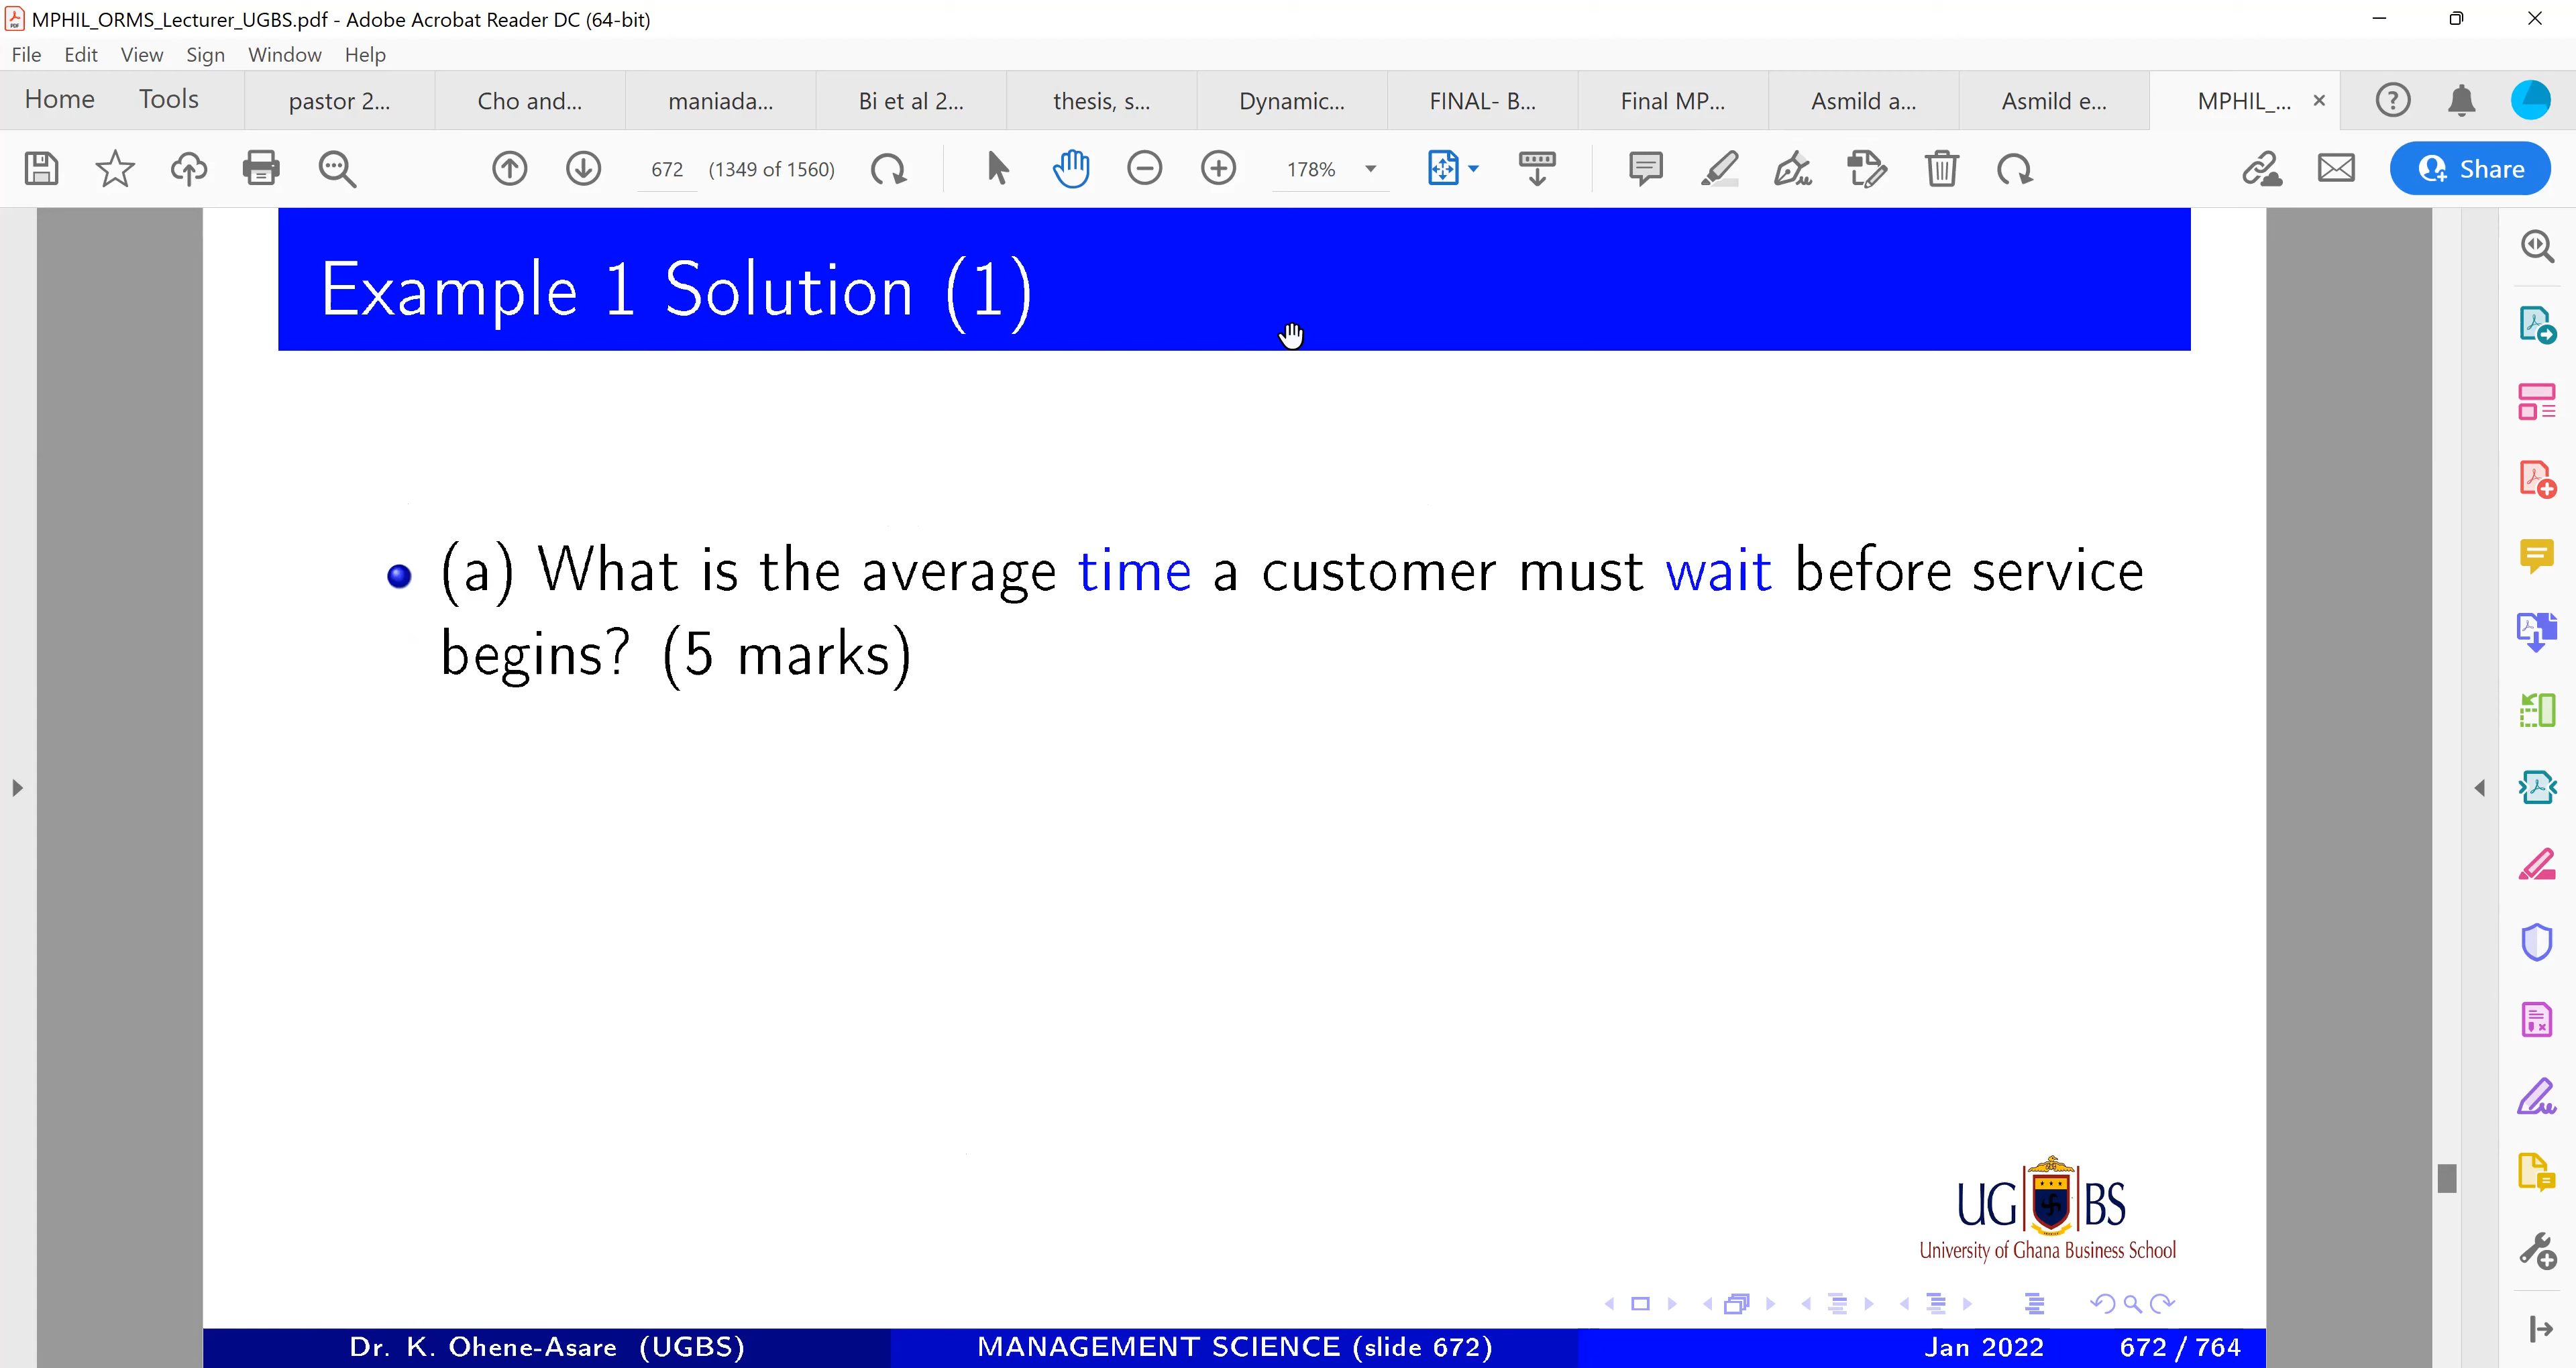 MPHIL_ORMS_Lecturer_UGBS.pdf - Adobe Acrobat Reader DC (64-bit)
File Edit View Sign Window Help
Home Tools pastor 2... Cho and... maniada... Bi et al 2... thesis, s... Dynamic... FINAL- B... Final MP... Asmild a... Asmild e... MPHIL_...
672 (1349 of 1560) 178% Share
Example 1 Solution (1)
(a) What is the average time a customer must wait before service
begins? (5 marks)
UG BS
University of Ghana Business School
Dr. K. Ohene-Asare (UGBS) MANAGEMENT SCIENCE (slide 672) Jan 2022 672 / 764